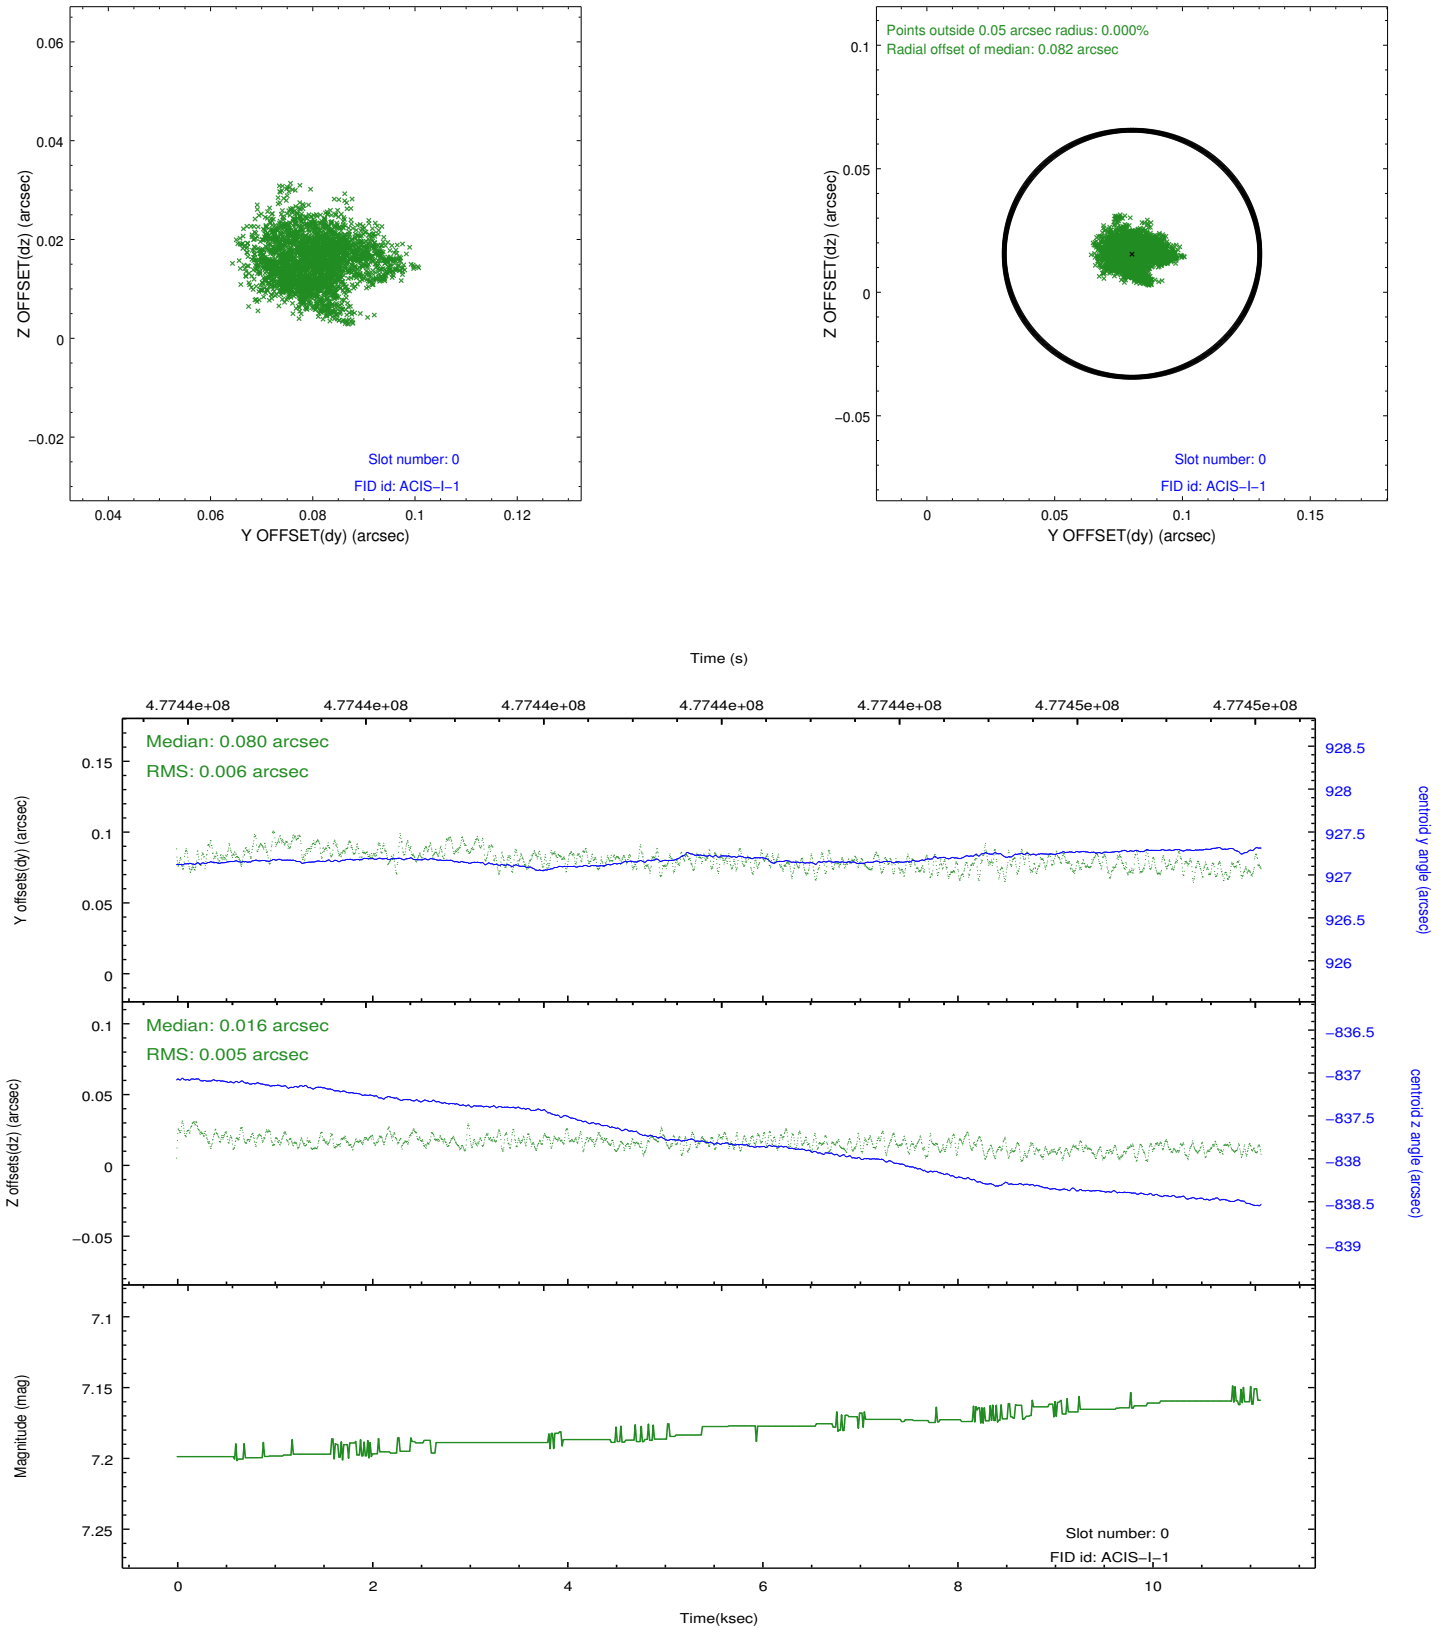 0.06
0.04
0.02
0
−0.02
Z OFFSET(dz) (arcsec)
Slot number: 0
FID id: ACIS−I−1
0.04 0.06 0.08 0.1 0.12
Y OFFSET(dy) (arcsec)
Points outside 0.05 arcsec radius: 0.000%
Radial offset of median: 0.082 arcsec
0.1
0.05
0
−0.05
Z OFFSET(dz) (arcsec)
Slot number: 0
FID id: ACIS−I−1
0 0.05 0.1 0.15
Y OFFSET(dy) (arcsec)
Time (s)
4.7744e+08 4.7744e+08 4.7744e+08 4.7744e+08 4.7744e+08 4.7745e+08 4.7745e+08
Median: 0.080 arcsec
RMS: 0.006 arcsec
0.15
0.1
0.05
0
Y offsets(dy) (arcsec)
928.5
928
927.5
927
926.5
926
centroid y angle (arcsec)
Median: 0.016 arcsec
RMS: 0.005 arcsec
0.1
0.05
0
−0.05
Z offsets(dz) (arcsec)
−836.5
−837
−837.5
−838
−838.5
−839
centroid z angle (arcsec)
7.1
7.15
7.2
7.25
Magnitude (mag)
Slot number: 0
FID id: ACIS−I−1
0 2 4 6 8 10
Time(ksec)